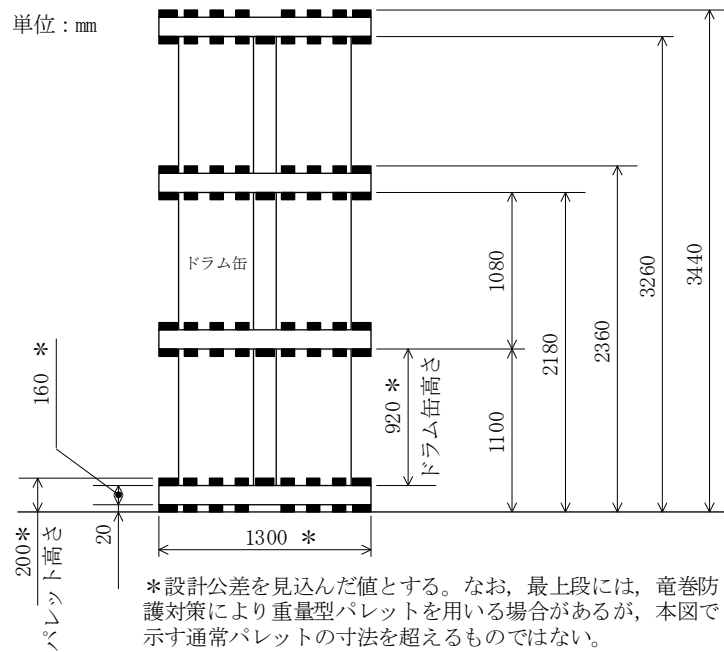 単位：mm
ドラム缶
160 *
200*
パレット高さ
20
1300 *
920 *
ドラム缶高さ
1080
1100
2180
2360
3260
3440
*設計公差を見込んだ値とする。なお，最上段には，竜巻防
護対策により重量型パレットを用いる場合があるが，本図で
示す通常パレットの寸法を超えるものではない。